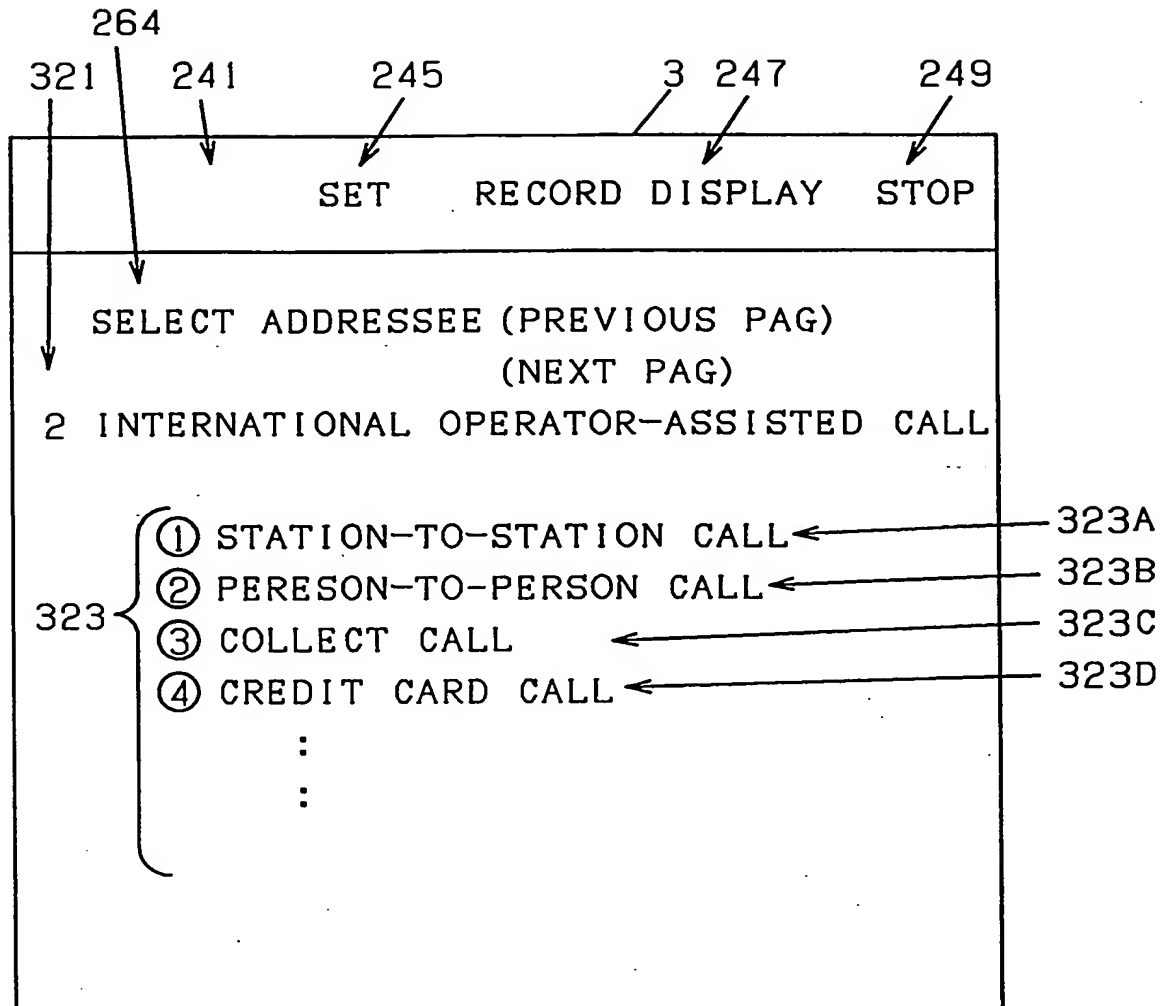 264
321 241 245 3 247 249
SET RECORD DISPLAY STOP
SELECT ADDRESSEE (PREVIOUS PAG)
(NEXT PAG)
2 INTERNATIONAL OPERATOR-ASSISTED CALL
① STATION-TO-STATION CALL 323A
② PERESON-TO-PERSON CALL 323B
323 ③ COLLECT CALL 323C
④ CREDIT CARD CALL 323D
:
: